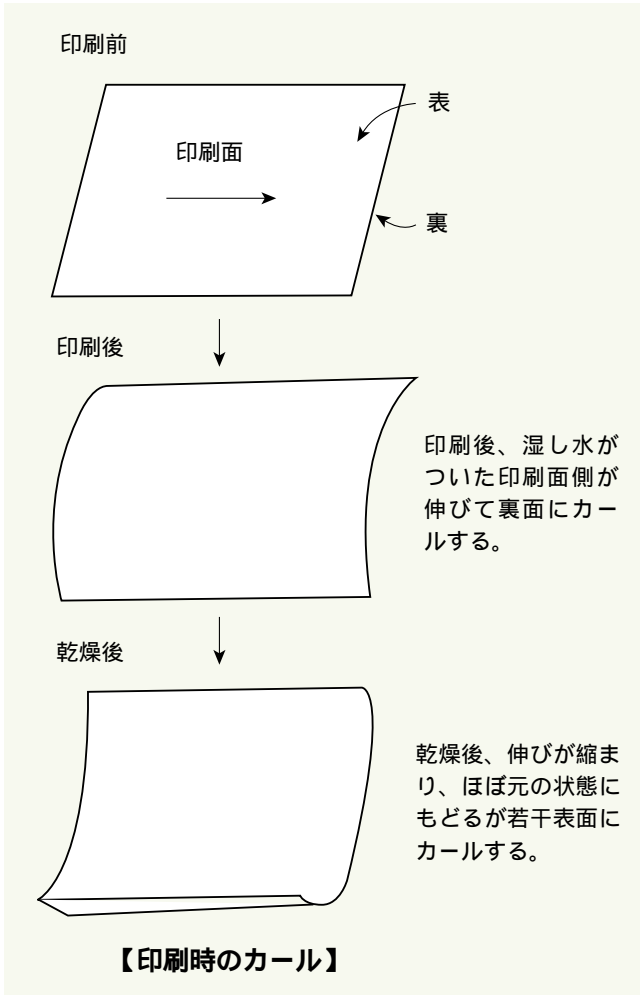 印刷前
表
印刷面
裏
印刷後
印刷後、湿し水が
ついた印刷面側が
伸びて裏面にカー
ルする。
乾燥後
乾燥後、伸びが縮ま
り、ほぼ元の状態に
もどるが若干表面に
カールする。
【印刷時のカール】